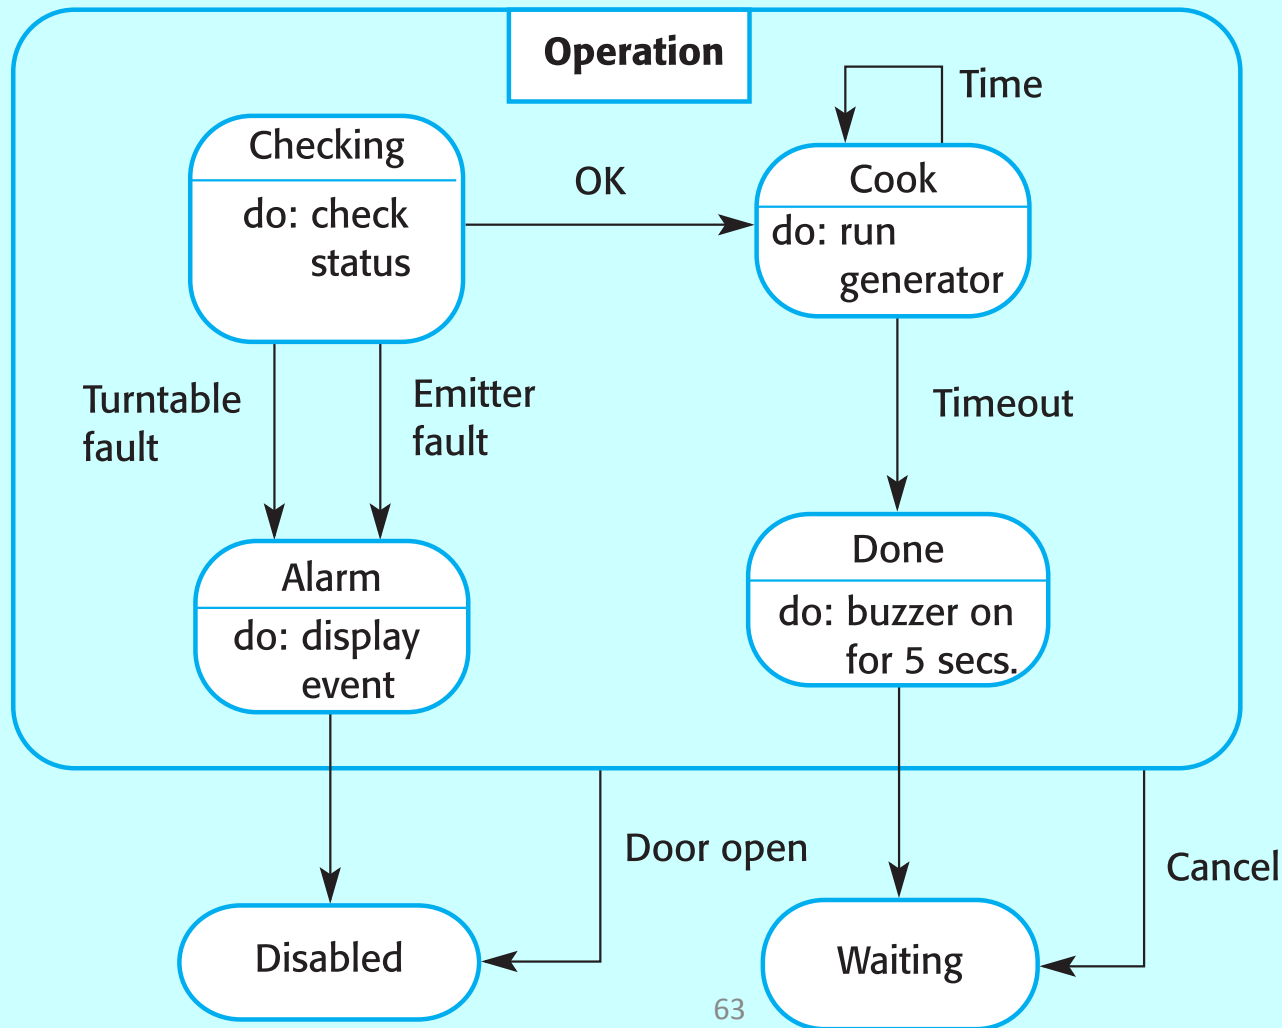 Operation
Time
Checking
OK
Cook
do: check
status
do: run
generator
Turntable
fault
Emitter
fault
Timeout
Alarm
Done
do: display
event
do: buzzer on
for 5 secs.
Door open
Cancel
Disabled
Waiting
63